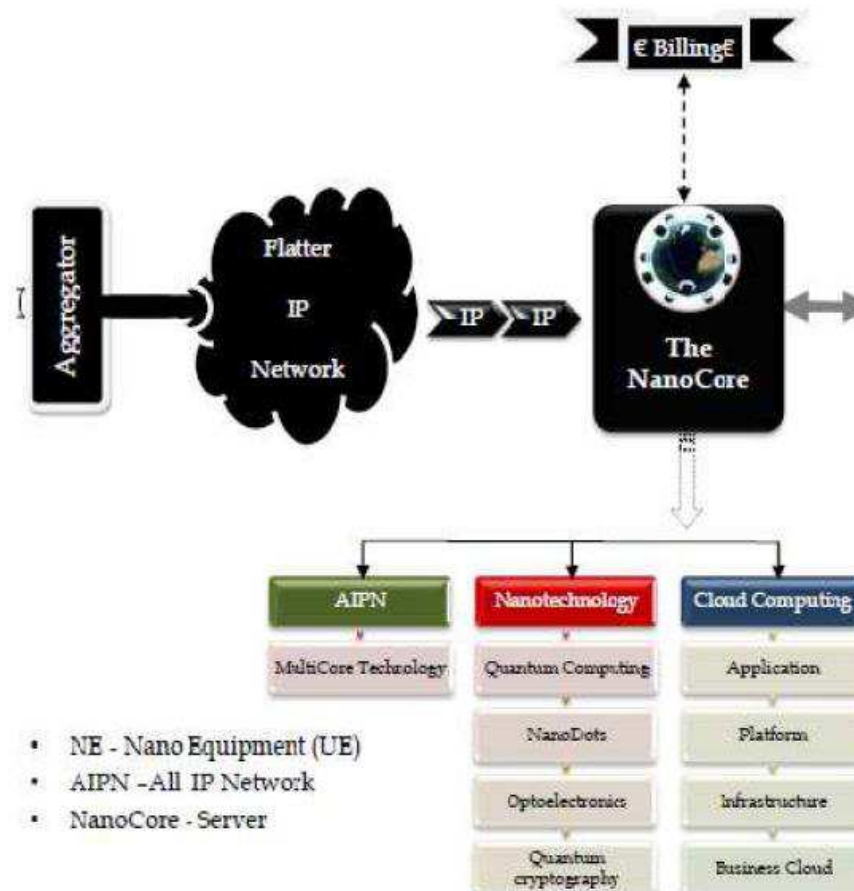 € Billing€
Aggregator
Flatter
IP
Network
IP
IP
The
NanoCore
AIPN
Nanotechnology
Cloud Computing
MultiCore Technology
Quantum Computing
Application
NanoDots
Platform
Optoelectronics
Infrastructure
Quantum
cryptography
Business Cloud
• NE - Nano Equipment (UE)
• AIPN –All IP Network
• NanoCore - Server